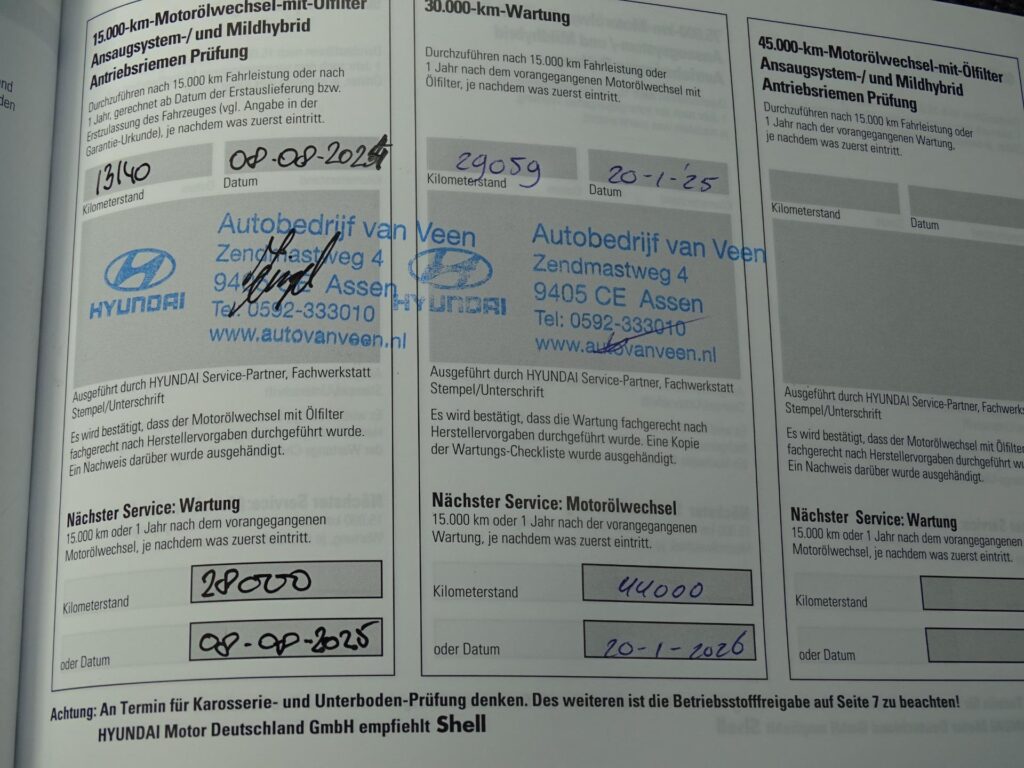 15.000-km-Motorölwechsel-mit-Ölfilter
Ansaugsystem-/ und Mildhybrid
Antriebsriemen Prüfung
Durchzuführen nach 15.000 km Fahrleistung oder nach
1 Jahr, gerechnet ab Datum der Erstauslieferung bzw.
Erstzulassung des Fahrzeuges (vgl. Angabe in der
Garantie-Urkunde), je nachdem was zuerst eintritt.
13140
08-08-2024
Kilometerstand
Datum
Autobedrijf van Veen
Zendmastweg 4
Assen
HYUNDAI
Tel: 0592-333010
www.autovanveen.nl
Ausgeführt durch HYUNDAI Service-Partner, Fachwerkstatt
Stempel/Unterschrift
Es wird bestätigt, dass der Motorölwechsel mit Ölfilter
fachgerecht nach Herstellervorgaben durchgeführt wurde.
Ein Nachweis darüber wurde ausgehändigt.
Nächster Service: Wartung
15.000 km oder 1 Jahr nach dem vorangegangenen
Motorölwechsel, je nachdem was zuerst eintritt.
Kilometerstand
28000
oder Datum
08-08-2025
30.000-km-Wartung
Durchzuführen nach 15.000 km Fahrleistung oder
1 Jahr nach dem vorangegangenen Motorölwechsel mit
Ölfilter, je nachdem was zuerst eintritt.
29059
20-1-'25
Kilometerstand
Datum
Autobedrijf van Veen
Zendmastweg 4
9405 CE Assen
HYUNDAI
Tel: 0592-333010
www.autovanveen.nl
Ausgeführt durch HYUNDAI Service-Partner, Fachwerkstatt
Stempel/Unterschrift
Es wird bestätigt, dass die Wartung fachgerecht nach
Herstellervorgaben durchgeführt wurde. Eine Kopie
der Wartungs-Checkliste wurde ausgehändigt.
Nächster Service: Motorölwechsel
15.000 km oder 1 Jahr nach der vorangegangenen
Wartung, je nachdem was zuerst eintritt.
Kilometerstand
44000
oder Datum
20-1-2026
45.000-km-Motorölwechsel-mit-Ölfilter
Ansaugsystem-/ und Mildhybrid
Antriebsriemen Prüfung
Durchzuführen nach 15.000 km Fahrleistung oder
1 Jahr nach der vorangegangenen Wartung,
je nachdem was zuerst eintritt.
Kilometerstand
Datum
Ausgeführt durch HYUNDAI Service-Partner, Fachwerks
Stempel/Unterschrift
Es wird bestätigt, dass der Motorölwechsel mit Ölfilt
fachgerecht nach Herstellervorgaben durchgeführt wu
Ein Nachweis darüber wurde ausgehändigt.
Nächster Service: Wartung
15.000 km oder 1 Jahr nach dem vorangegangenen
Motorölwechsel, je nachdem was zuerst eintritt.
Kilometerstand
oder Datum
Achtung: An Termin für Karosserie- und Unterboden-Prüfung denken. Des weiteren ist die Betriebsstofffreigabe auf Seite 7 zu beachten!
HYUNDAI Motor Deutschland GmbH empfiehlt Shell